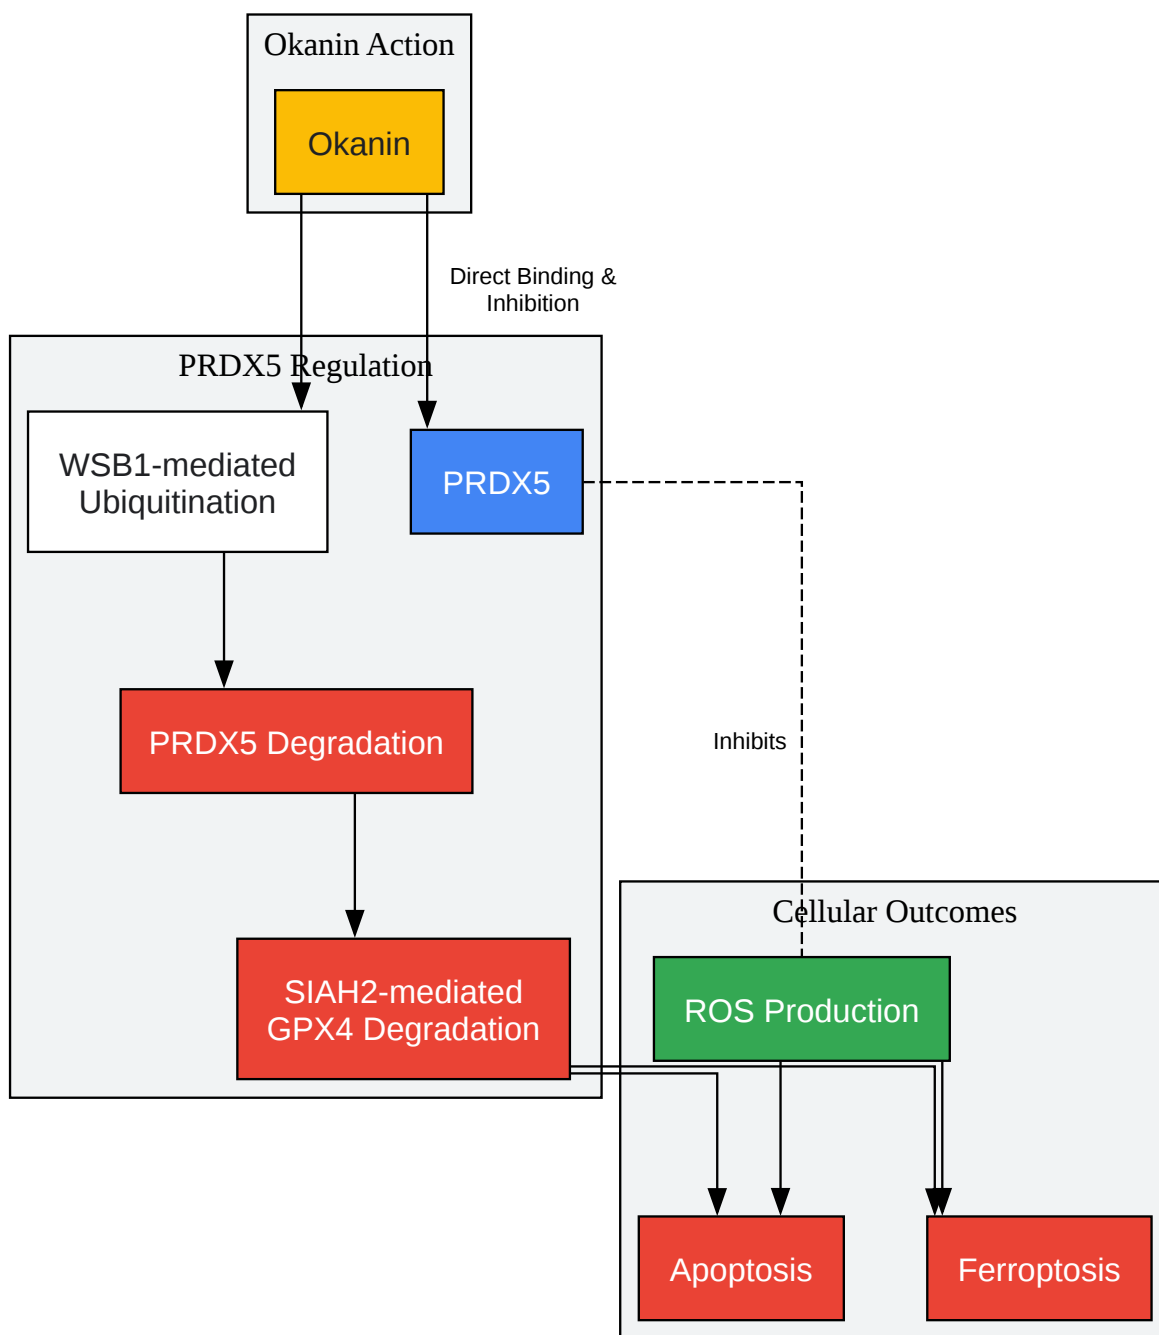 Okanin Action
Okanin
Direct Binding &
Inhibition
PRDX5 Regulation
WSB1-mediated
Ubiquitination
PRDX5
PRDX5 Degradation
Inhibits
SIAH2-mediated
GPX4 Degradation
Cellular Outcomes
ROS Production
Apoptosis
Ferroptosis